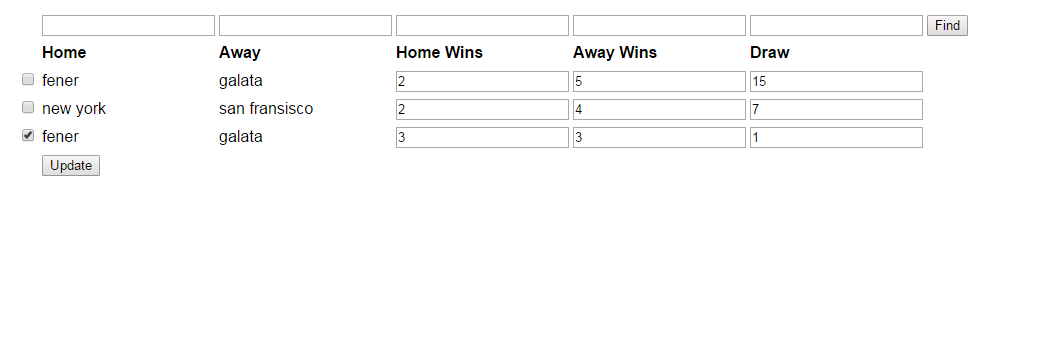 Find
Home Away Home Wins Away Wins Draw
fener galata 2 5 15
new york san fransisco 2 4 7
fener galata 3 3 1
Update